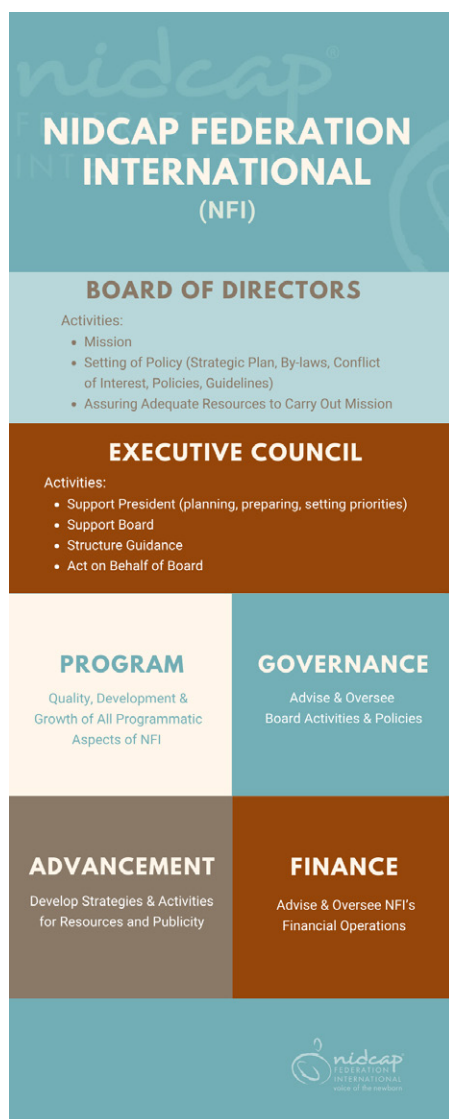 nidcap®
NIDCAP FEDERATION
INTERNATIONAL
(NFI)
BOARD OF DIRECTORS
Activities:
• Mission
• Setting of Policy (Strategic Plan, By-laws, Conflict
of Interest, Policies, Guidelines)
• Assuring Adequate Resources to Carry Out Mission
EXECUTIVE COUNCIL
Activities:
• Support President (planning, preparing, setting priorities)
• Support Board
• Structure Guidance
• Act on Behalf of Board
PROGRAM
Quality, Development &
Growth of All Programmatic
Aspects of NFI
GOVERNANCE
Advise & Oversee
Board Activities & Policies
ADVANCEMENT
Develop Strategies & Activities
for Resources and Publicity
FINANCE
Advise & Oversee NFI's
Financial Operations
nidcap
FEDERATION
INTERNATIONAL
voice of the newborn